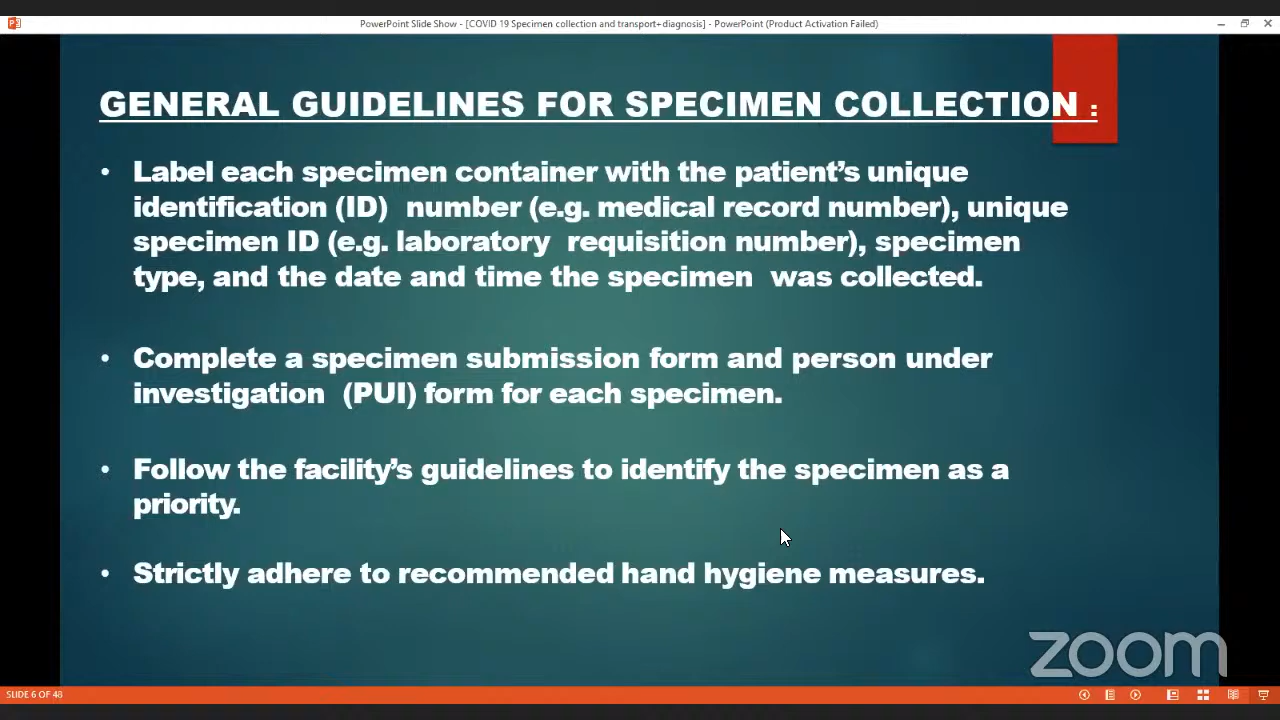 PowerPoint Slide Show - [COVID 19 Specimen collection and transport+diagnosis] - PowerPoint (Product Activation Failed)
GENERAL GUIDELINES FOR SPECIMEN COLLECTION :
• Label each specimen container with the patient’s unique
identification (ID) number (e.g. medical record number), unique
specimen ID (e.g. laboratory requisition number), specimen
type, and the date and time the specimen was collected.
• Complete a specimen submission form and person under
investigation (PUI) form for each specimen.
• Follow the facility’s guidelines to identify the specimen as a
priority.
• Strictly adhere to recommended hand hygiene measures.
zoom
SLIDE 6 OF 48